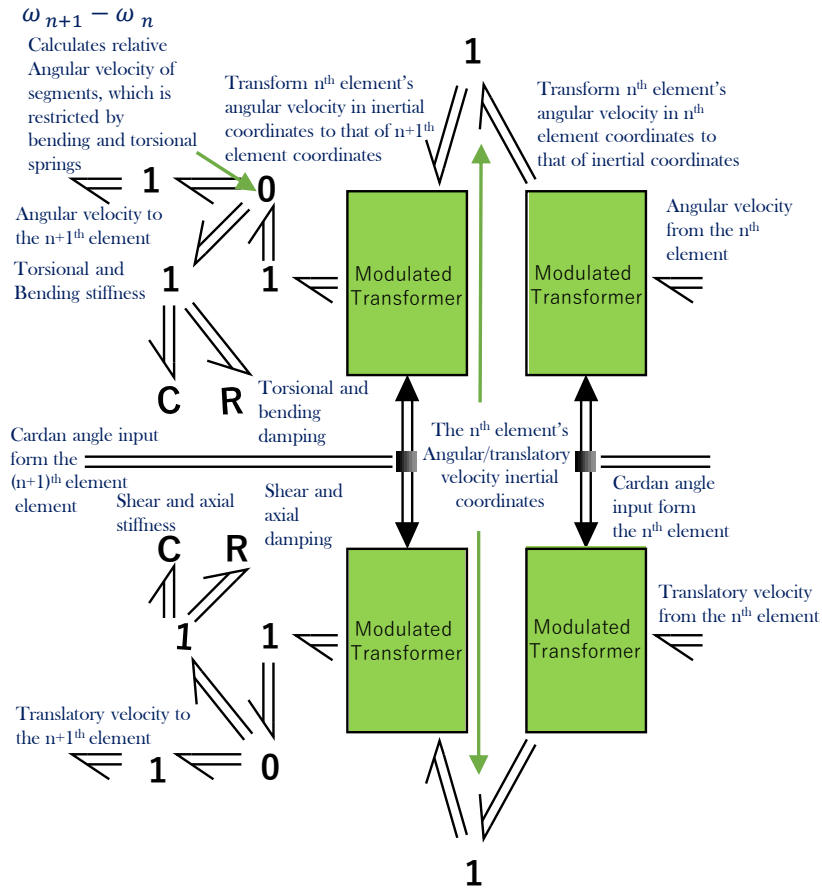 ω n+1 − ω n
Calculates relative
Angular velocity of
segments, which is
restricted by
bending and torsional
springs
Transform nth element's
angular velocity in inertial
coordinates to that of n+1th
element coordinates
1
Transform nth element's
angular velocity in nth
element coordinates to
that of inertial coordinates
1
0
Angular velocity to
the n+1th element
Angular velocity
from the nth
element
Torsional and
Bending stiffness
1
1
Modulated
Transformer
Modulated
Transformer
C
R
Torsional and
bending
damping
Cardan angle input
form the
(n+1)th element
element
The nth element's
Angular/translatory
velocity inertial
coordinates
Cardan angle
input form
the nth element
Shear and axial
stiffness
Shear and
axial
damping
C
R
1
1
Modulated
Transformer
Modulated
Transformer
Translatory velocity
from the nth element
Translatory velocity to
the n+1th element
1
0
1